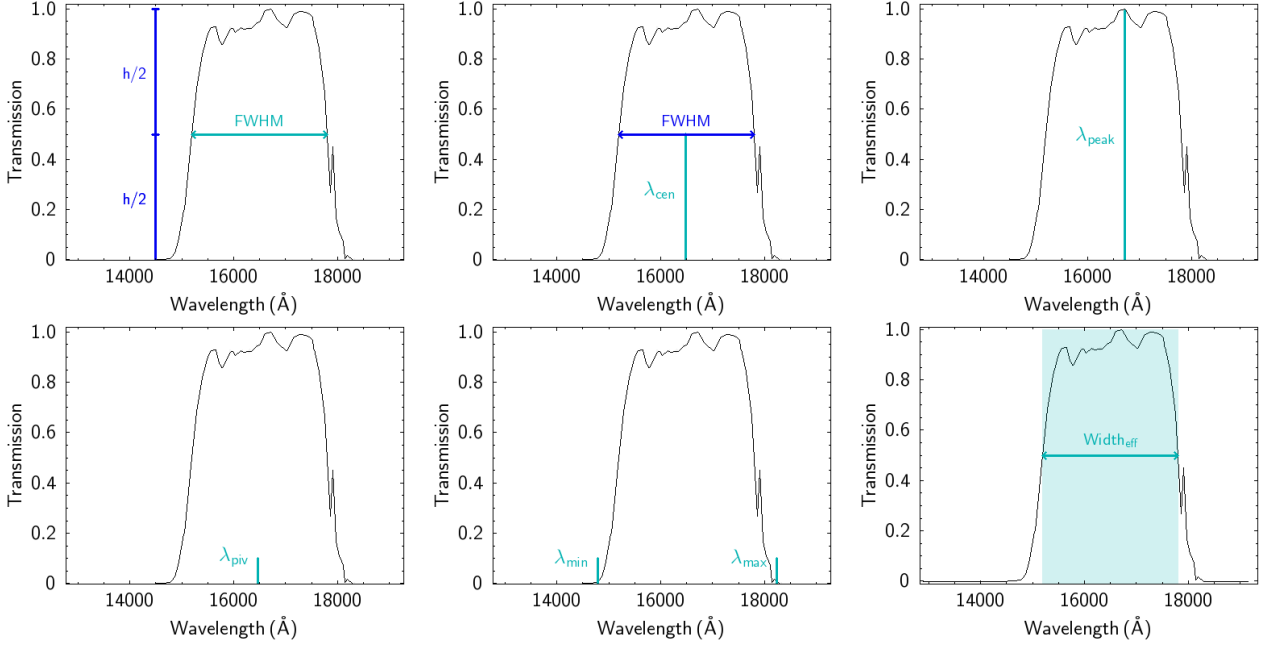 1.0
0.8
0.6
0.4
0.2
0
Transmission
h/2
h/2
FWHM
14000 16000 18000
Wavelength (Å)
1.0
0.8
0.6
0.4
0.2
0
Transmission
FWHM
λcen
14000 16000 18000
Wavelength (Å)
1.0
0.8
0.6
0.4
0.2
0
Transmission
λpeak
14000 16000 18000
Wavelength (Å)
1.0
0.8
0.6
0.4
0.2
0
Transmission
λpiv
14000 16000 18000
Wavelength (Å)
1.0
0.8
0.6
0.4
0.2
0
Transmission
λmin
λmax
14000 16000 18000
Wavelength (Å)
1.0
0.8
0.6
0.4
0.2
0
Transmission
Widtheff
14000 16000 18000
Wavelength (Å)